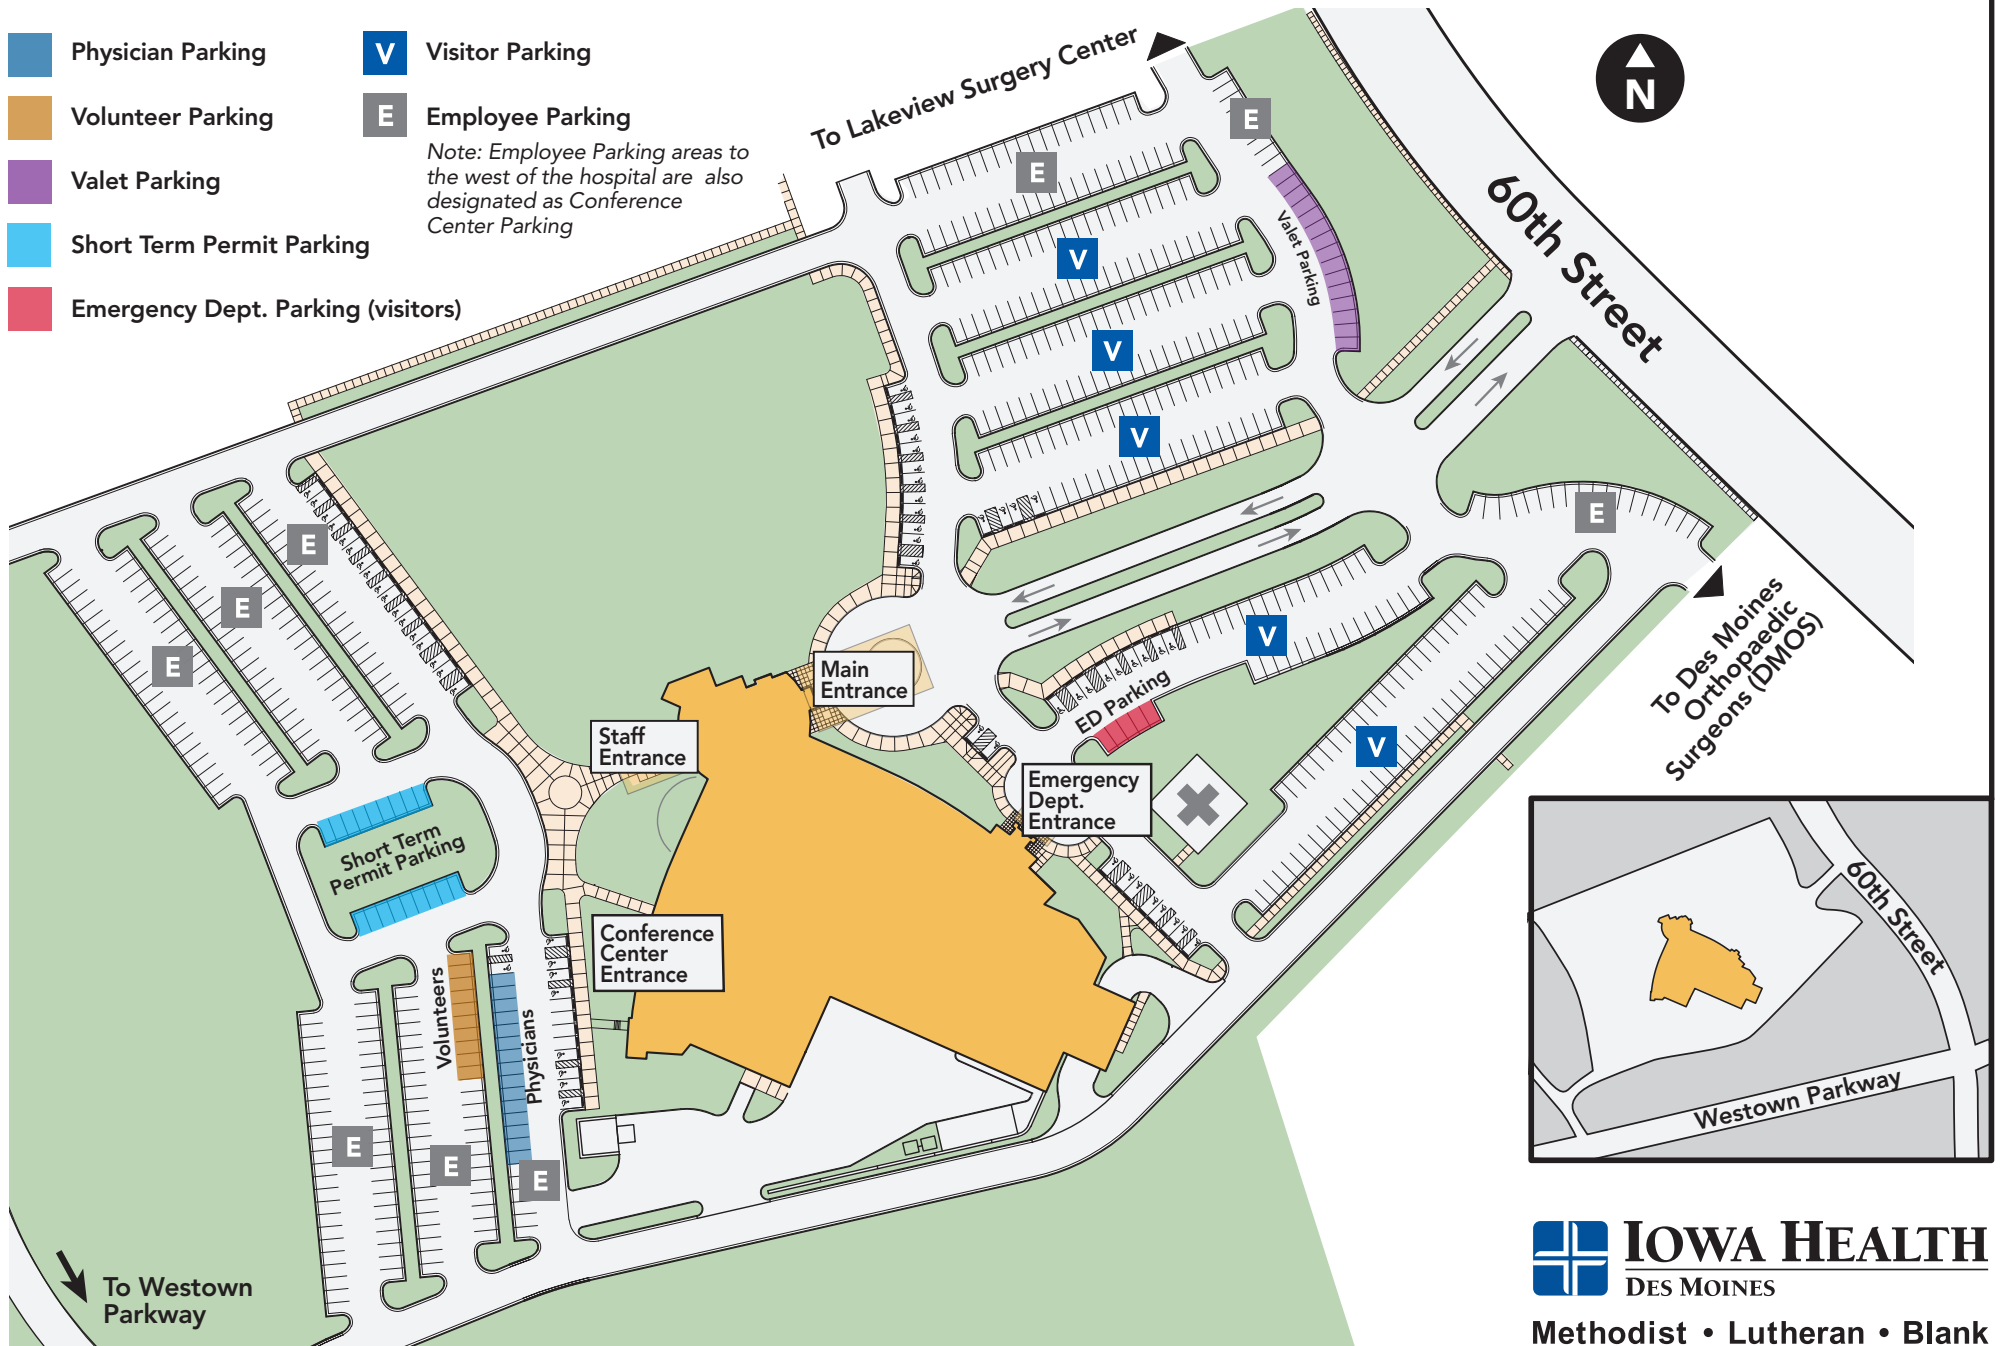 Physician Parking
Volunteer Parking
Valet Parking
Short Term Permit Parking
Emergency Dept. Parking (visitors)
V
Visitor Parking
E
Employee Parking
Note: Employee Parking areas to
the west of the hospital are also
designated as Conference
Center Parking
To Lakeview Surgery Center
N
E
E
V
V
V
Valet Parking
60th Street
E
To Des Moines
Orthopaedic
Surgeons (DMOS)
E
E
E
Main
Entrance
Staff
Entrance
ED Parking
V
V
Emergency
Dept.
Entrance
Short Term
Permit Parking
Conference
Center
Entrance
Volunteers
Physicians
E
E
E
To Westown
Parkway
60th Street
Westown Parkway
IOWA HEALTH
DES MOINES
Methodist • Lutheran • Blank